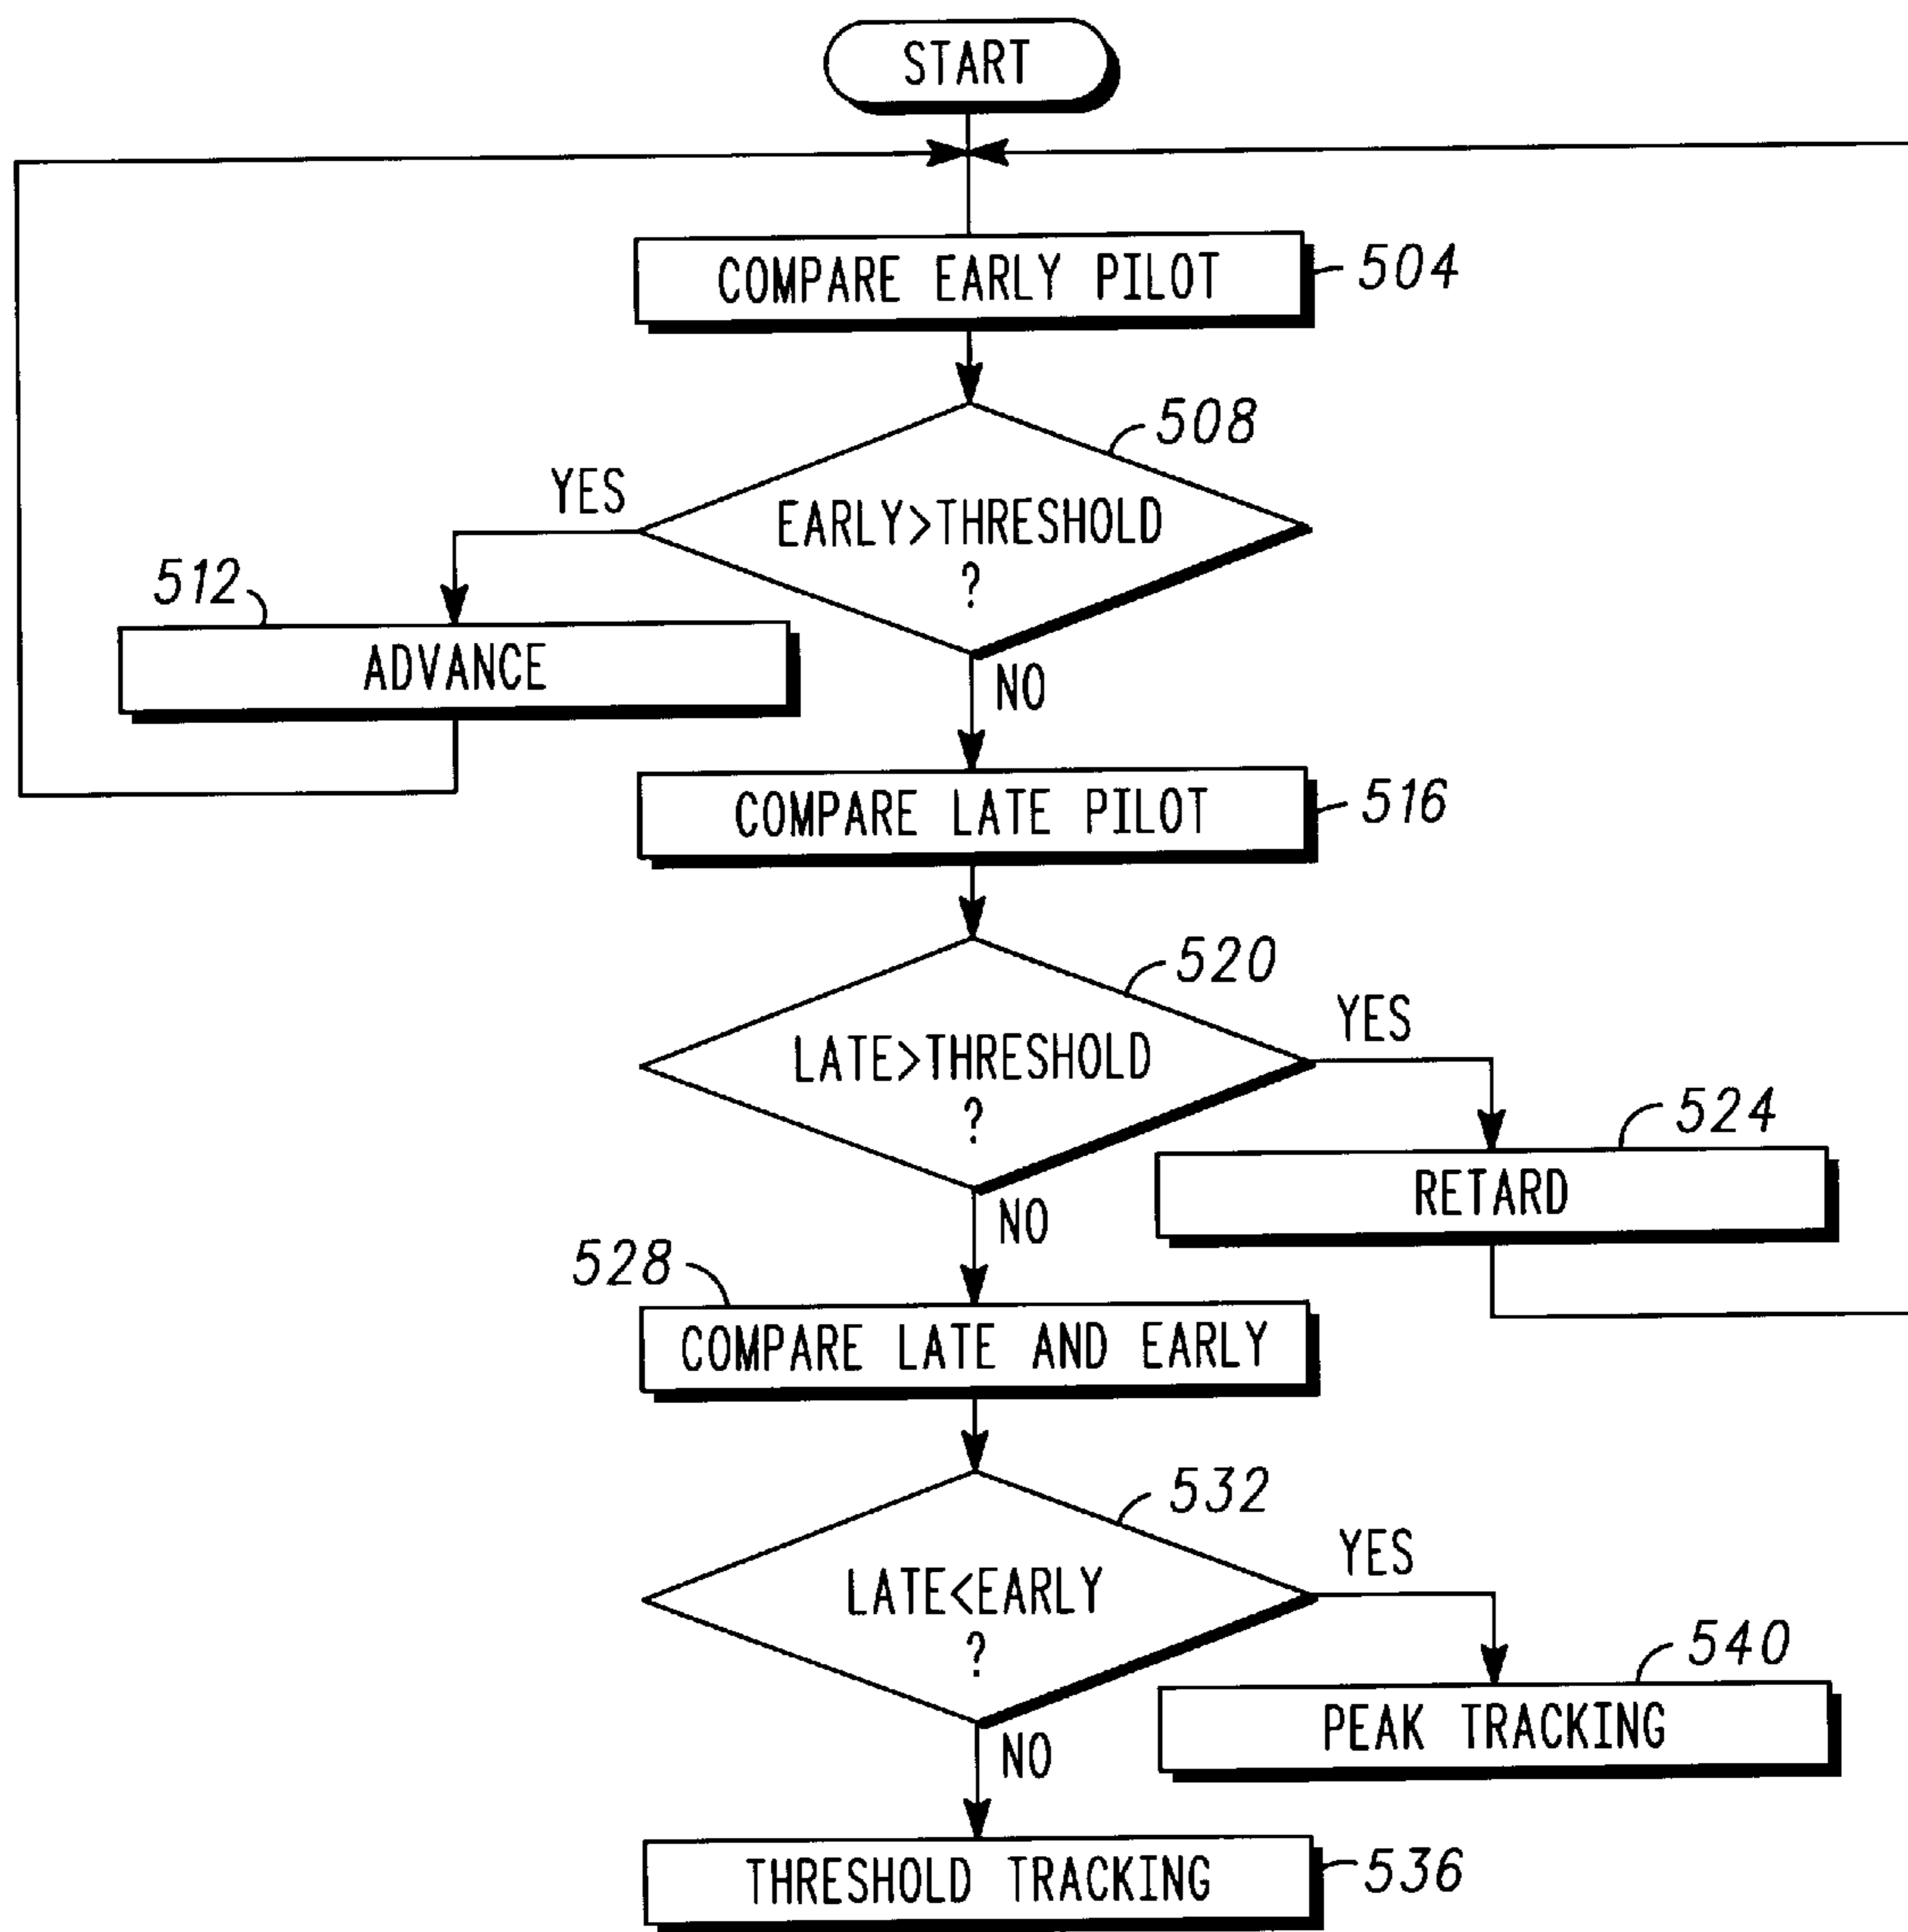 START
COMPARE EARLY PILOT
504
508
YES
EARLY>THRESHOLD
?
512
ADVANCE
NO
COMPARE LATE PILOT
516
520
YES
LATE>THRESHOLD
?
524
RETARD
NO
528
COMPARE LATE AND EARLY
532
YES
LATE<EARLY
?
540
PEAK TRACKING
NO
THRESHOLD TRACKING
536